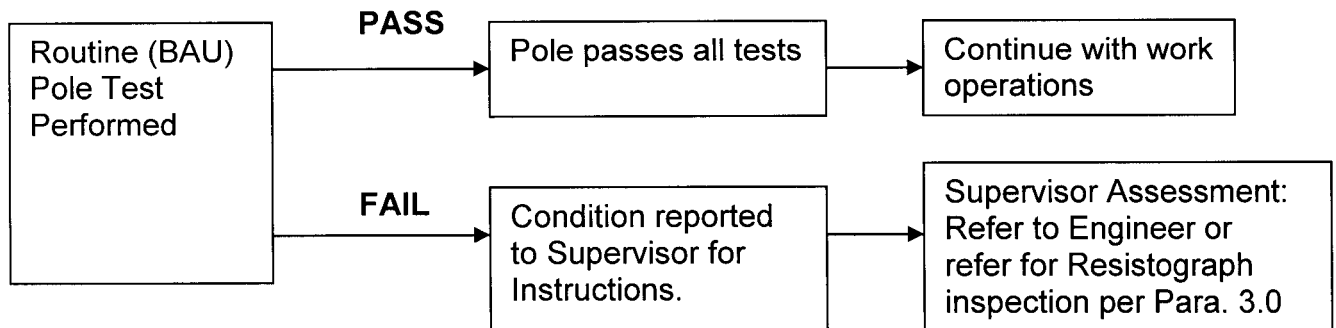 Routine (BAU)
Pole Test
Performed
PASS
Pole passes all tests
Continue with work
operations
FAIL
Condition reported
to Supervisor for
Instructions.
Supervisor Assessment:
Refer to Engineer or
refer for Resistograph
inspection per Para. 3.0